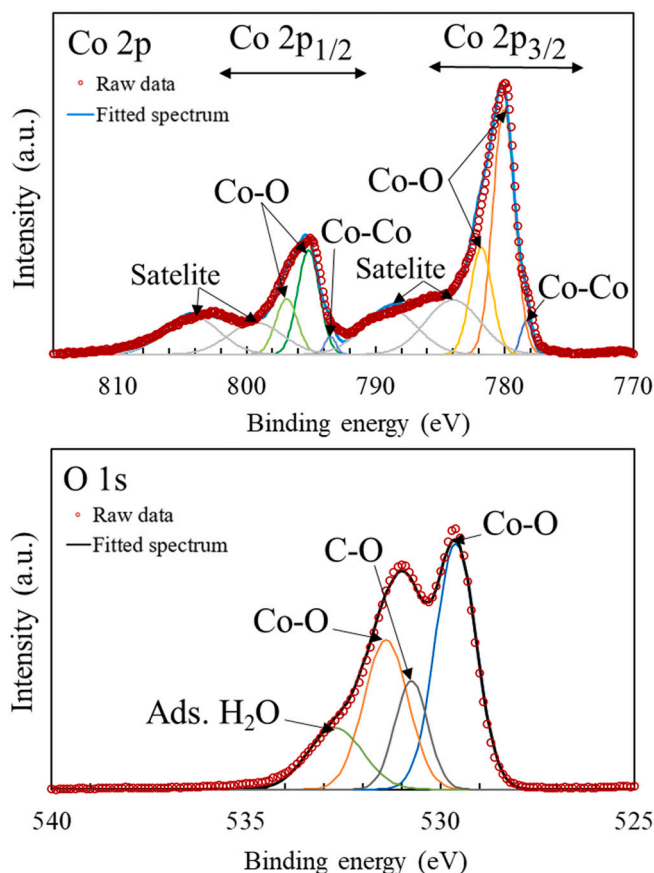 Co 2p
Co 2p1/2
Co 2p3/2
Raw data
Fitted spectrum
Co-O
Co-O
Co-Co
Satelite
Satelite
Co-Co
Intensity (a.u.)
810
800
790
780
770
Binding energy (eV)
O 1s
Raw data
Fitted spectrum
Co-O
C-O
Co-O
Ads. H2O
Intensity (a.u.)
540
535
530
525
Binding energy (eV)